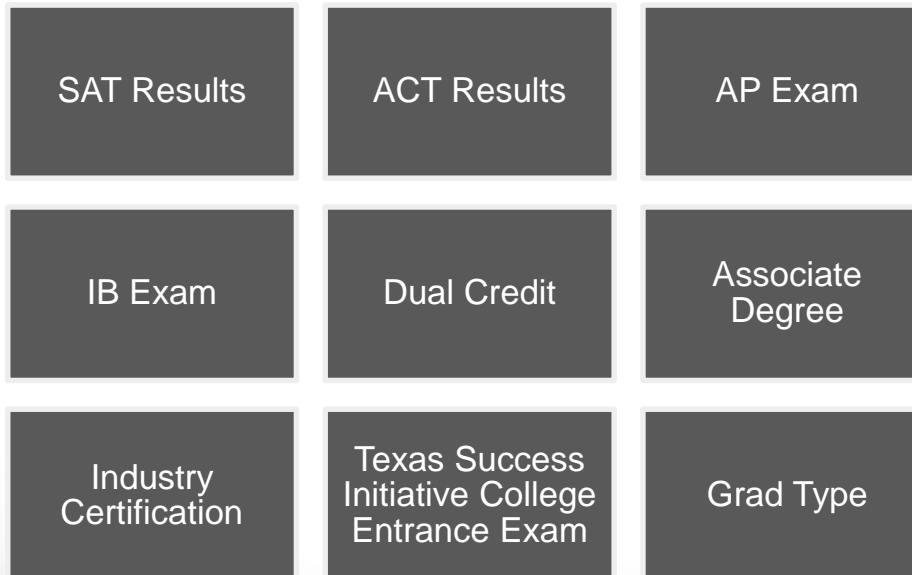 SAT Results
ACT Results
AP Exam
IB Exam
Dual Credit
Associate
Degree
Industry
Certification
Texas Success
Initiative College
Entrance Exam
Grad Type